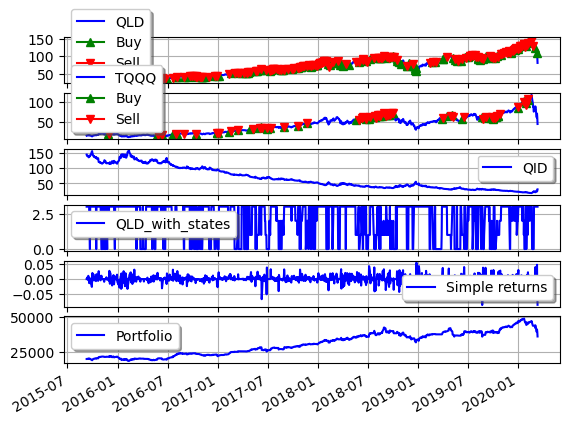 QLD
Buy
Sell
150
100
50
TQQQ
Buy
Sell
100
50
150
100
50
QID
2.5
0.0
QLD_with_states
0.05
0.00
−0.05
Simple returns
50000
25000
Portfolio
2015-07
2016-01
2016-07
2017-01
2017-07
2018-01
2018-07
2019-01
2019-07
2020-01